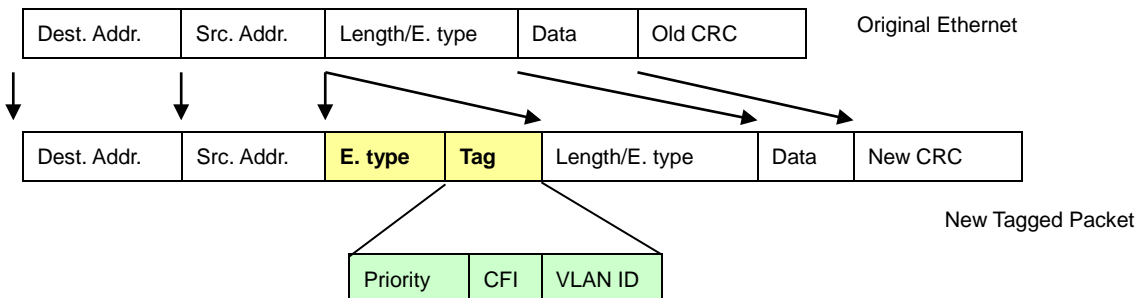 Dest. Addr. Src. Addr. Length/E. type Data Old CRC Original Ethernet
Dest. Addr. Src. Addr. E. type Tag Length/E. type Data New CRC
New Tagged Packet
Priority CFI VLAN ID